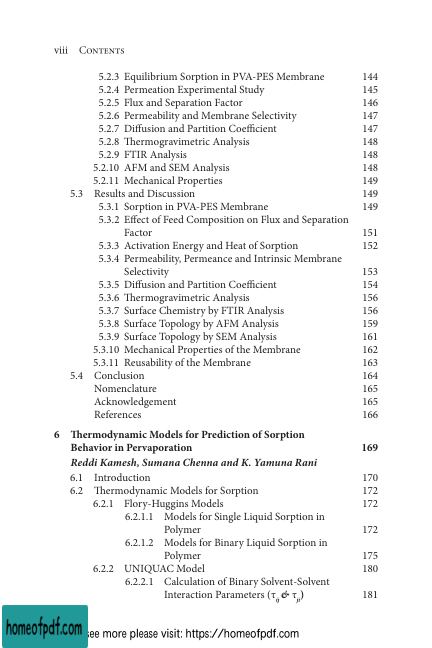 viii Contents
5.2.3 Equilibrium Sorption in PVA-PES Membrane 144
5.2.4 Permeation Experimental Study 145
5.2.5 Flux and Separation Factor 146
5.2.6 Permeability and Membrane Selectivity 147
5.2.7 Diffusion and Partition Coefficient 147
5.2.8 Thermogravimetric Analysis 148
5.2.9 FTIR Analysis 148
5.2.10 AFM and SEM Analysis 148
5.2.11 Mechanical Properties 149
5.3 Results and Discussion 149
5.3.1 Sorption in PVA-PES Membrane 149
5.3.2 Effect of Feed Composition on Flux and Separation
Factor 151
5.3.3 Activation Energy and Heat of Sorption 152
5.3.4 Permeability, Permeance and Intrinsic Membrane
Selectivity 153
5.3.5 Diffusion and Partition Coefficient 154
5.3.6 Thermogravimetric Analysis 156
5.3.7 Surface Chemistry by FTIR Analysis 156
5.3.8 Surface Topology by AFM Analysis 159
5.3.9 Surface Topology by SEM Analysis 161
5.3.10 Mechanical Properties of the Membrane 162
5.3.11 Reusability of the Membrane 163
5.4 Conclusion 164
Nomenclature 165
Acknowledgement 165
References 166
6 Thermodynamic Models for Prediction of Sorption
Behavior in Pervaporation 169
Reddi Kamesh, Sumana Chenna and K. Yamuna Rani
6.1 Introduction 170
6.2 Thermodynamic Models for Sorption 172
6.2.1 Flory-Huggins Models 172
6.2.1.1 Models for Single Liquid Sorption in
Polymer 172
6.2.1.2 Models for Binary Liquid Sorption in
Polymer 175
6.2.2 UNIQUAC Model 180
6.2.2.1 Calculation of Binary Solvent-Solvent
Interaction Parameters (τij & τji) 181
homeofpdf.com
see more please visit: https://homeofpdf.com